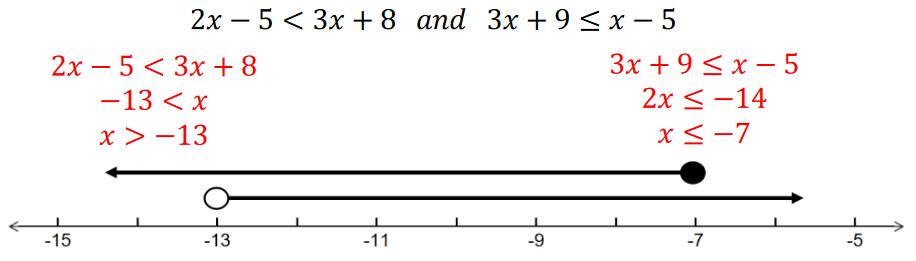 2x − 5 < 3x + 8 and 3x + 9 ≤ x − 5
2x − 5 < 3x + 8
−13 < x
x > −13
3x + 9 ≤ x − 5
2x ≤ −14
x ≤ −7
-15 -13 -11 -9 -7 -5